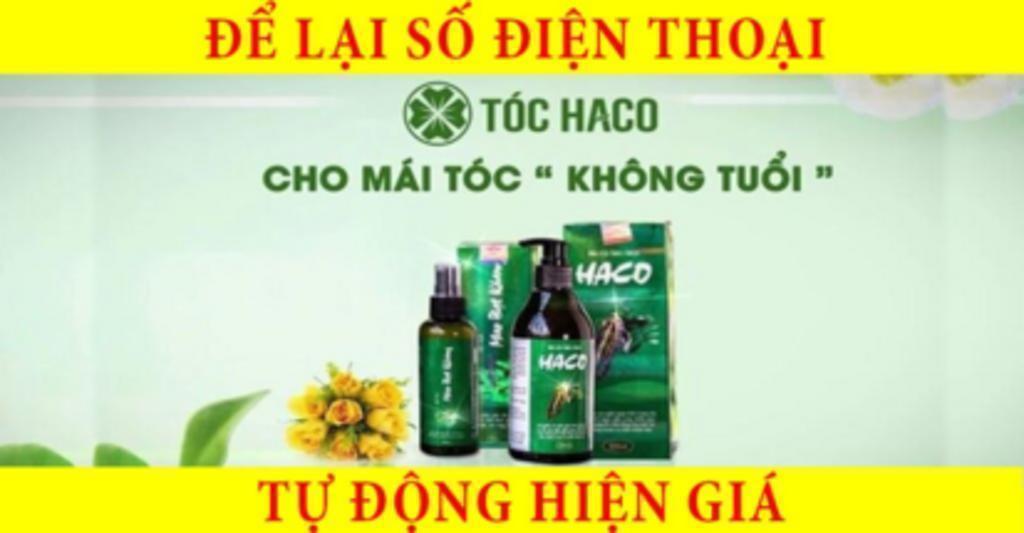 ĐỂ LẠI SỐ ĐIỆN THOẠI
TÓC HACO
CHO MÁI TÓC “ KHÔNG TUỔI ”
HACO
HACO
TỰ ĐỘNG HIỆN GIÁ